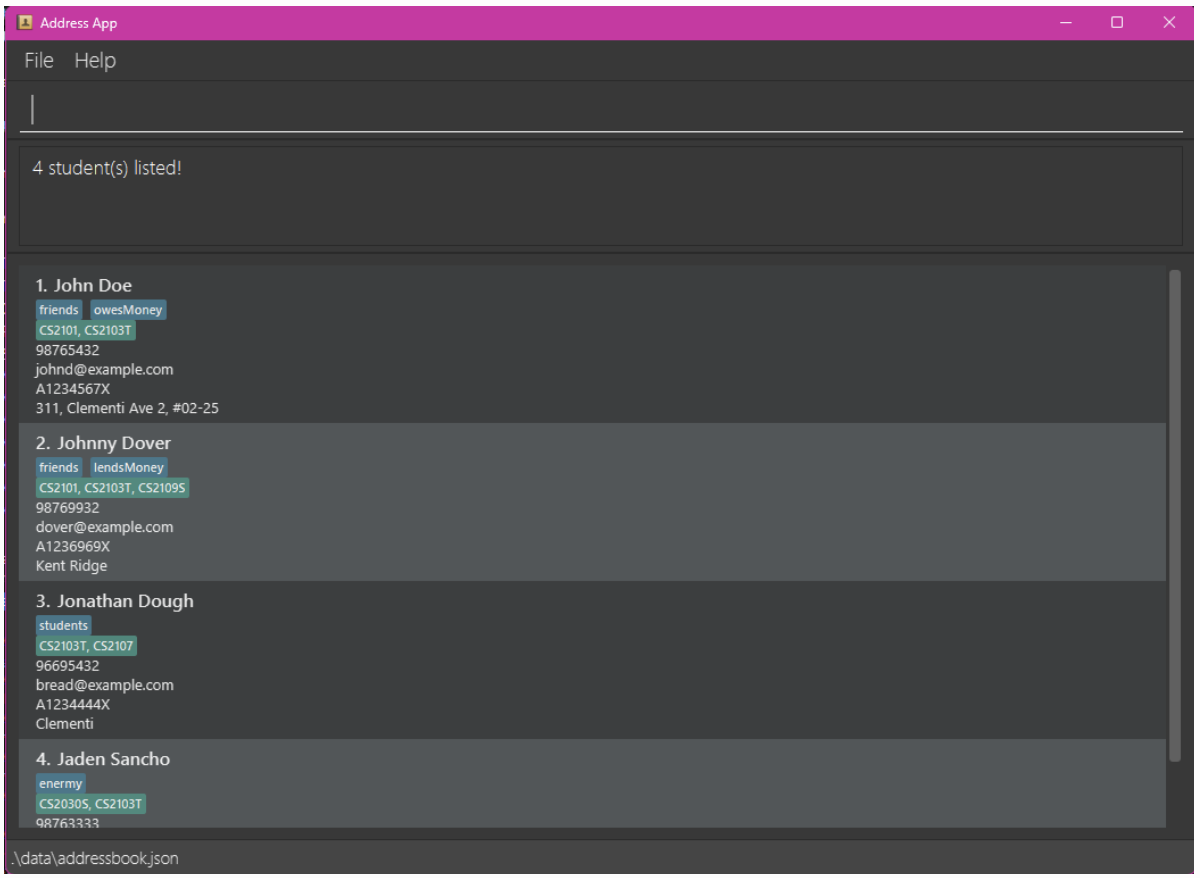 Address App
File Help
4 student(s) listed!
1. John Doe
friends owesMoney
CS2101, CS2103T
98765432
johnd@example.com
A1234567X
311, Clementi Ave 2, #02-25
2. Johnny Dover
friends lendsMoney
CS2101, CS2103T, CS2109S
98769932
dover@example.com
A1236969X
Kent Ridge
3. Jonathan Dough
students
CS2103T, CS2107
96695432
bread@example.com
A1234444X
Clementi
4. Jaden Sancho
enermy
CS2030S, CS2103T
98763333
.\data\addressbook.json